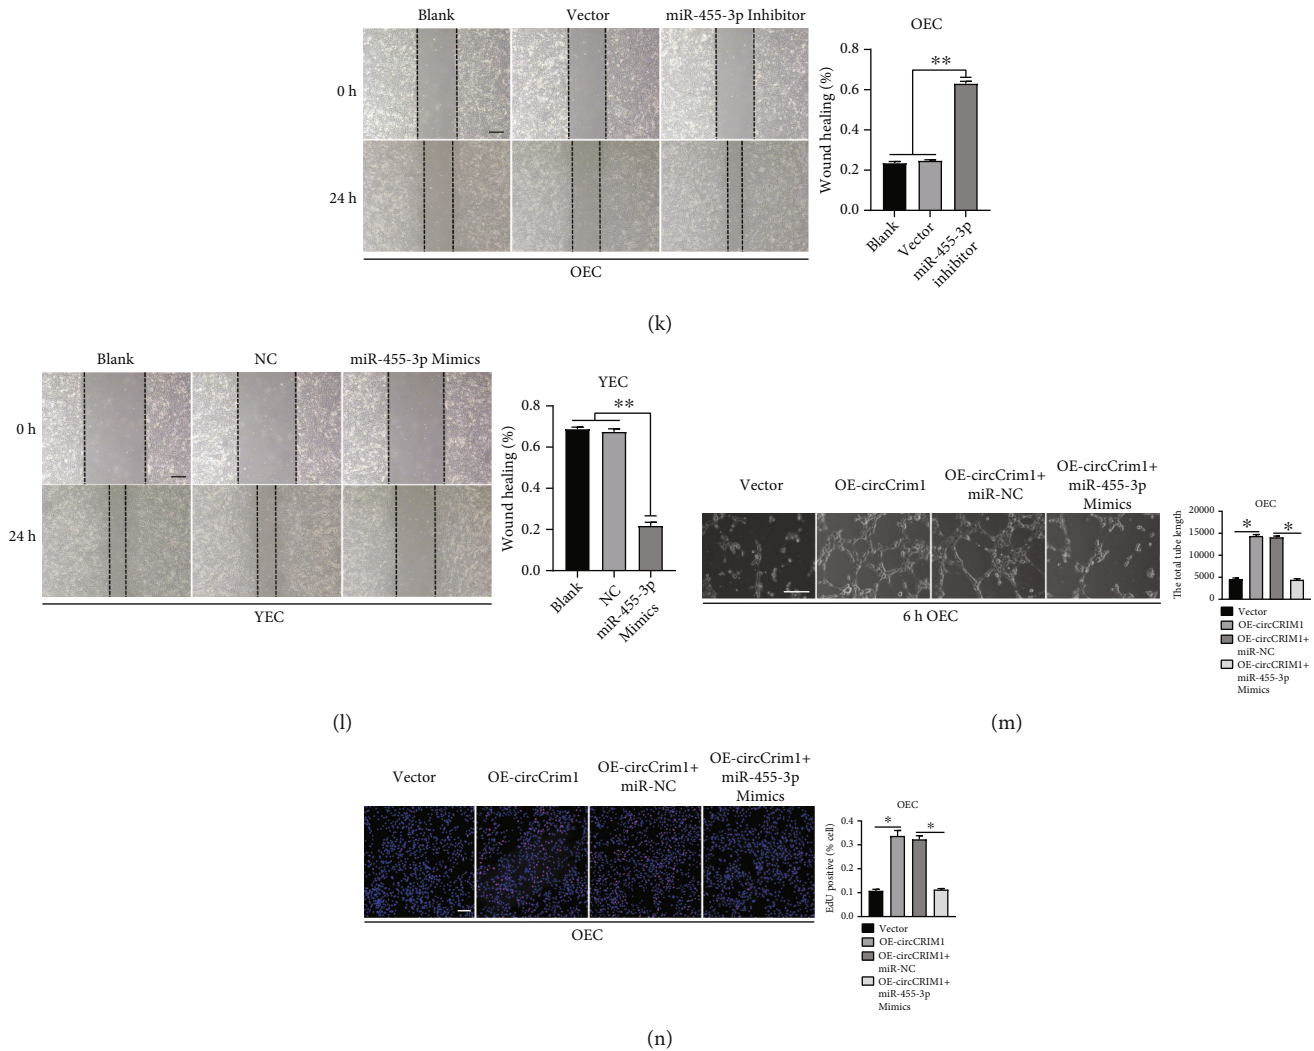 Blank Vector miR-455-3p Inhibitor
0 h
24 h
OEC
OEC
Wound healing (%)
0.8
0.6
0.4
0.2
0.0
**
Blank
Vector
miR-455-3p
inhibitor
(k)
Blank NC miR-455-3p Mimics
0 h
24 h
YEC
YEC
Wound healing (%)
0.8
0.6
0.4
0.2
0.0
**
Blank
NC
miR-455-3p
Mimics
(l)
Vector
OE-circCrim1
OE-circCrim1+
miR-NC
OE-circCrim1+
miR-455-3p
Mimics
6 h OEC
OEC
The total tube length
20000
15000
10000
5000
0
* *
Vector
OE-circCRIM1
OE-circCRIM1+
miR-NC
OE-circCRIM1+
miR-455-3p
Mimics
(m)
Vector
OE-circCrim1
OE-circCrim1+
miR-NC
OE-circCrim1+
miR-455-3p
Mimics
OEC
OEC
EdU positive (% cell)
0.4
0.3
0.2
0.1
0.0
* *
Vector
OE-circCRIM1
OE-circCRIM1+
miR-NC
OE-circCRIM1+
miR-455-3p
Mimics
(n)